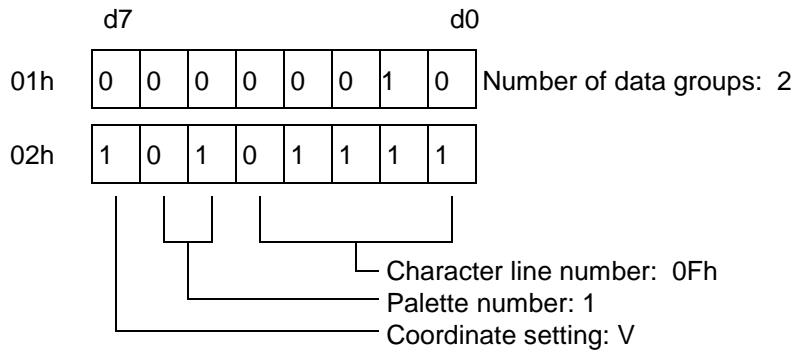 d7 d0
01h 0 0 0 0 0 0 1 0 Number of data groups: 2
02h 1 0 1 0 1 1 1 1
Character line number: 0Fh
Palette number: 1
Coordinate setting: V